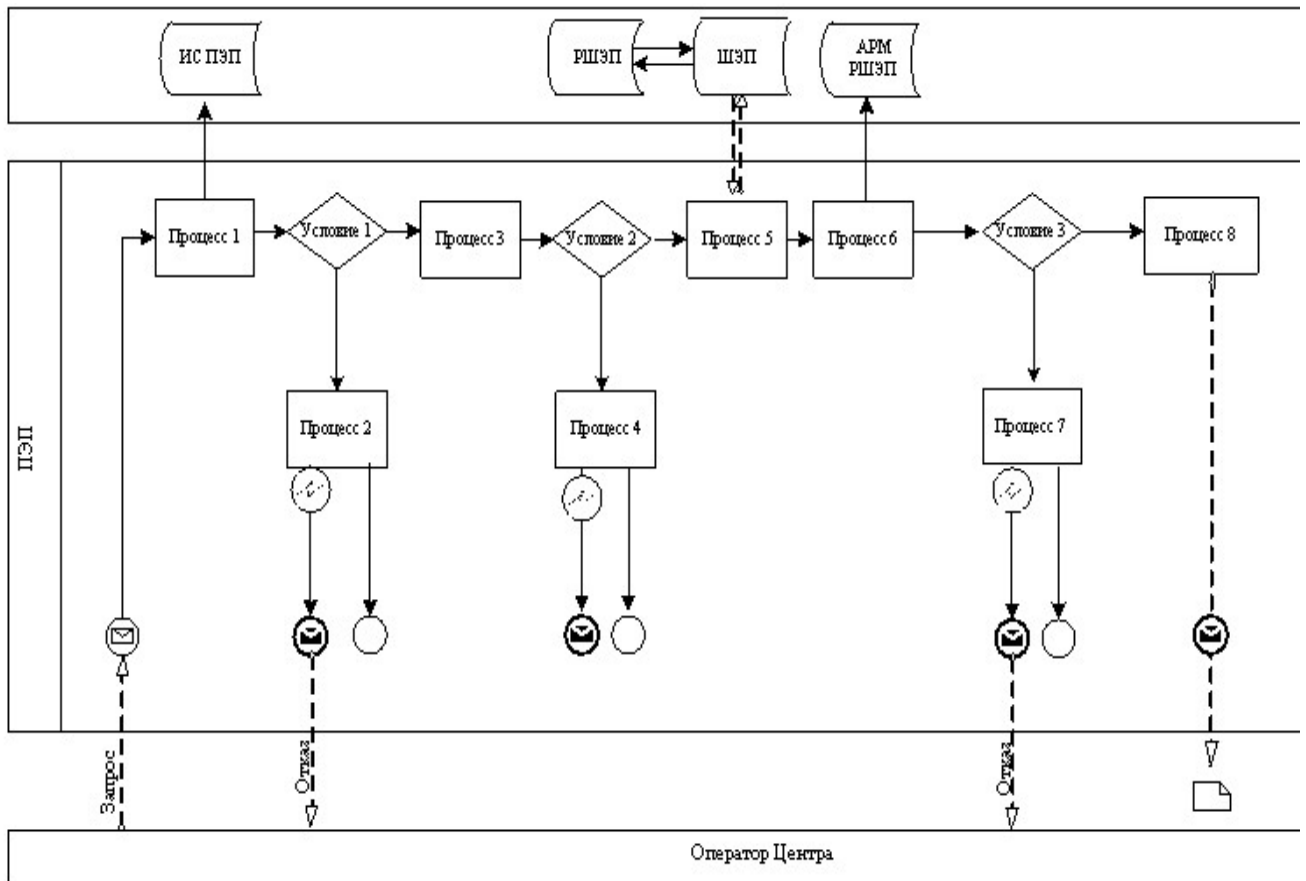 ИС ПЭП
РШЭП
ШЭП
АРМ
РШЭП
ПЭП
Процесс 1
Условие 1
Процесс 3
Условие 2
Процесс 5
Процесс 6
Условие 3
Процесс 8
Процесс 2
Процесс 4
Процесс 7
Запрос
Отказ
Отказ
Оператор Центра